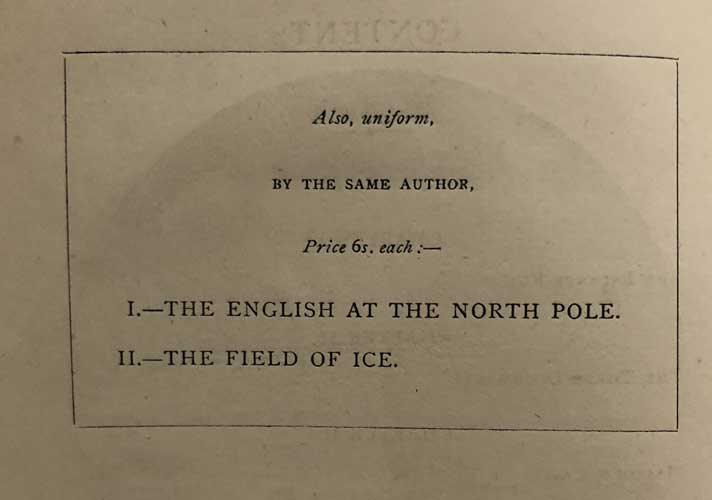 Also, uniform,
BY THE SAME AUTHOR,
Price 6s. each :—
I.—THE ENGLISH AT THE NORTH POLE.
II.—THE FIELD OF ICE.